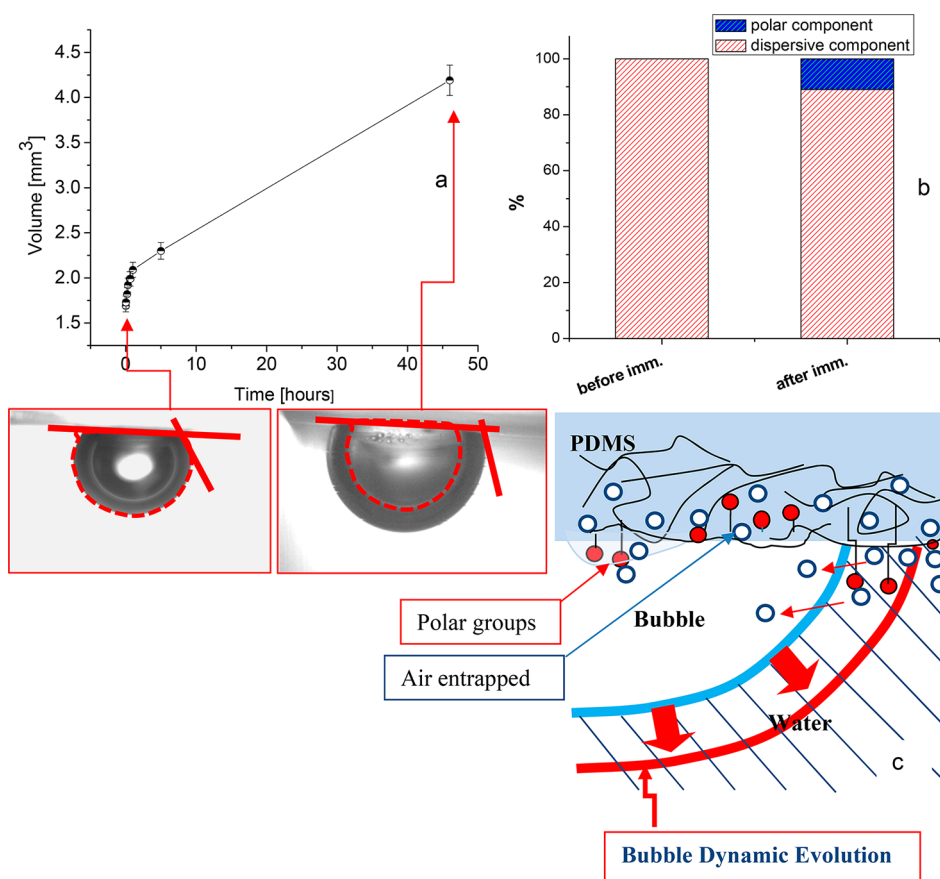 4.5
4.0
3.5
3.0
2.5
2.0
1.5
Volume [mm³]
0 10 20 30 40 50
Time [hours]
a
polar component
dispersive component
100
80
60
40
20
0
%
before imm.
after imm.
b
PDMS
Polar groups
Bubble
Air entrapped
Water
c
Bubble Dynamic Evolution